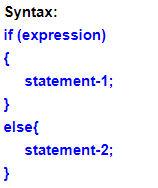 Syntax:
if (expression)
{
statement-1;
}
else{
statement-2;
}